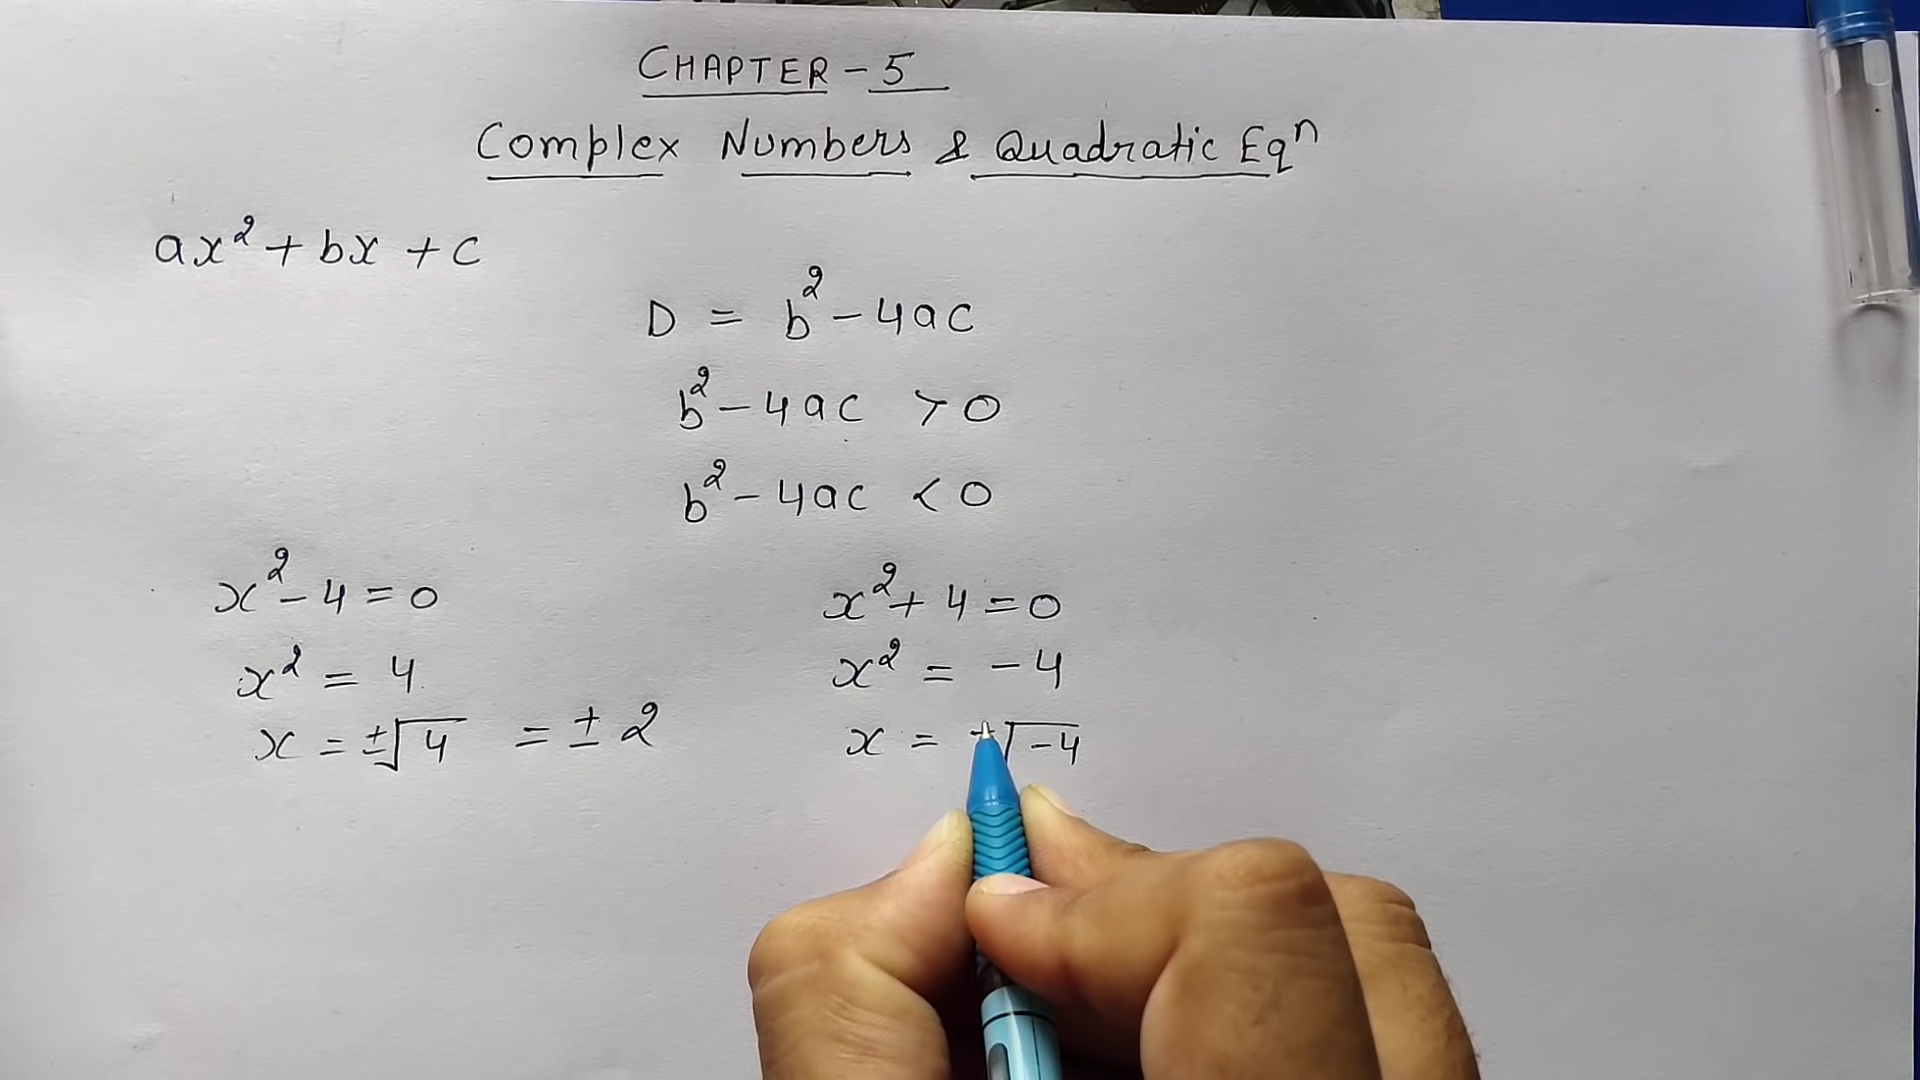 CHAPTER - 5
Complex Numbers & Quadratic Eqⁿ
ax² + bx + c
D = b² - 4ac
b² - 4ac > 0
b² - 4ac < 0
x² - 4 = 0
x² = 4
x = ±√4 = ± 2
x² + 4 = 0
x² = -4
x = ±√-4